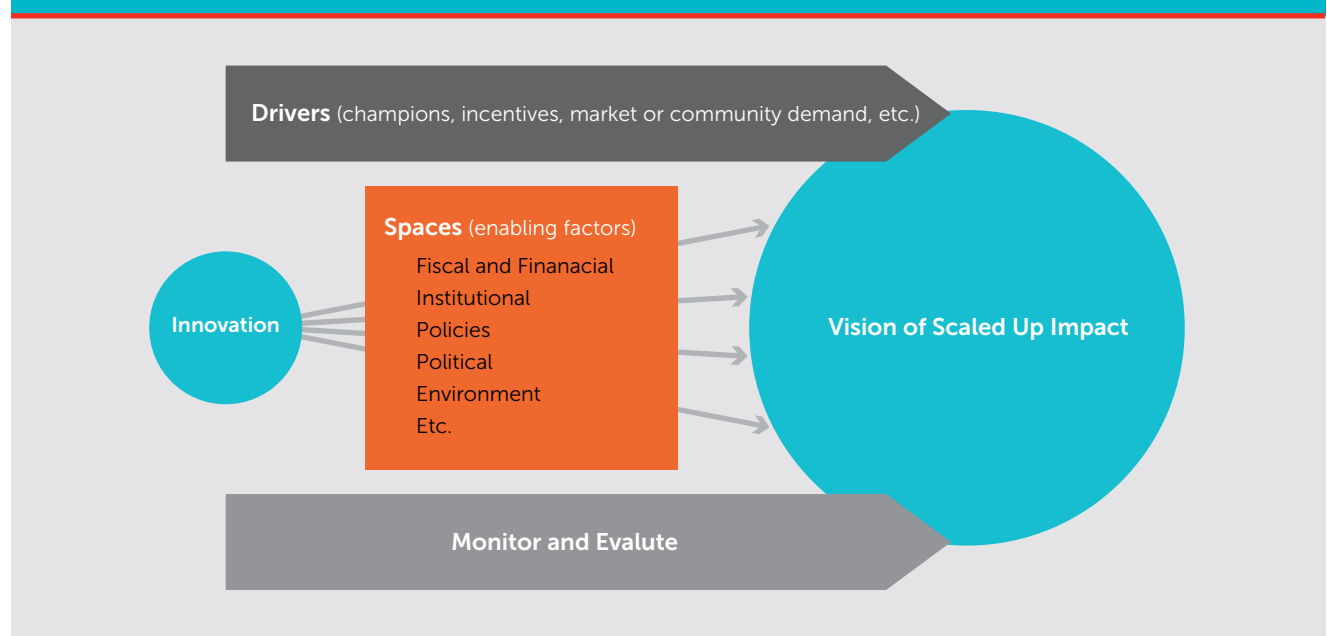 Drivers (champions, incentives, market or community demand, etc.)
Spaces (enabling factors)
Fiscal and Finanacial
Institutional
Policies
Political
Environment
Etc.
Innovation
Vision of Scaled Up Impact
Monitor and Evalute